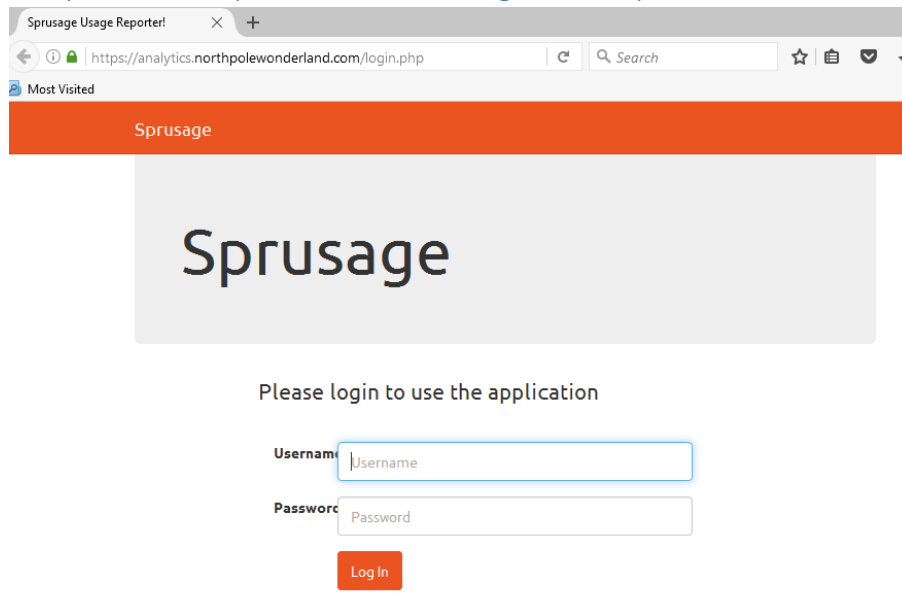 Sprusage Usage Reporter!
https://analytics.northpolewonderland.com/login.php
Search
Most Visited
Sprusage
Sprusage
Please login to use the application
Usernam
Username
Passwor
Password
Log In